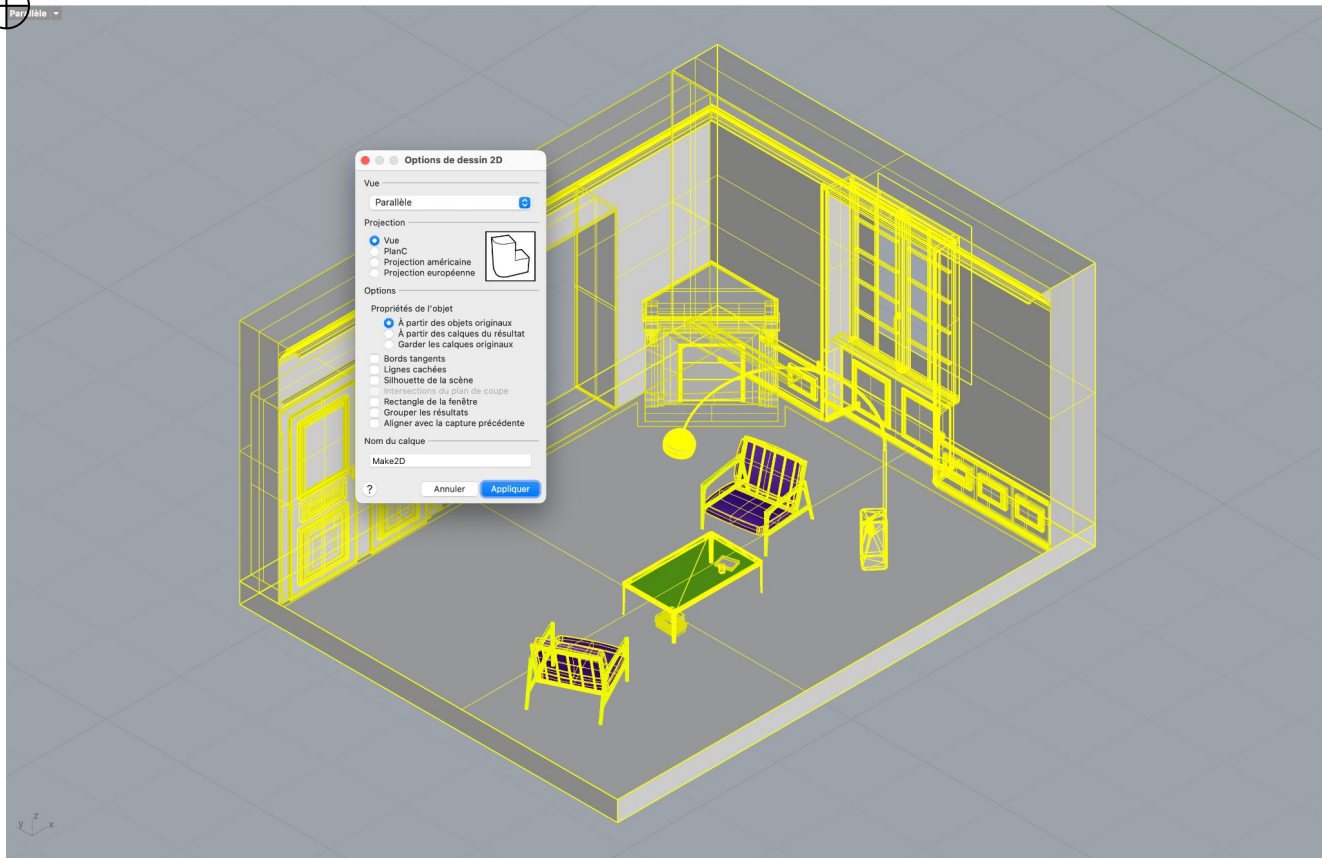 Parallèle
Options de dessin 2D
Vue
Parallèle
Projection
Vue
PlanC
Projection américaine
Projection européenne
Options
Propriétés de l'objet
À partir des objets originaux
À partir des calques du résultat
Garder les calques originaux
Bords tangents
Lignes cachées
Silhouette de la scène
Intersections du plan de coupe
Rectangle de la fenêtre
Grouper les résultats
Aligner avec la capture précédente
Nom du calque
Make2D
? Annuler Appliquer
z
y x